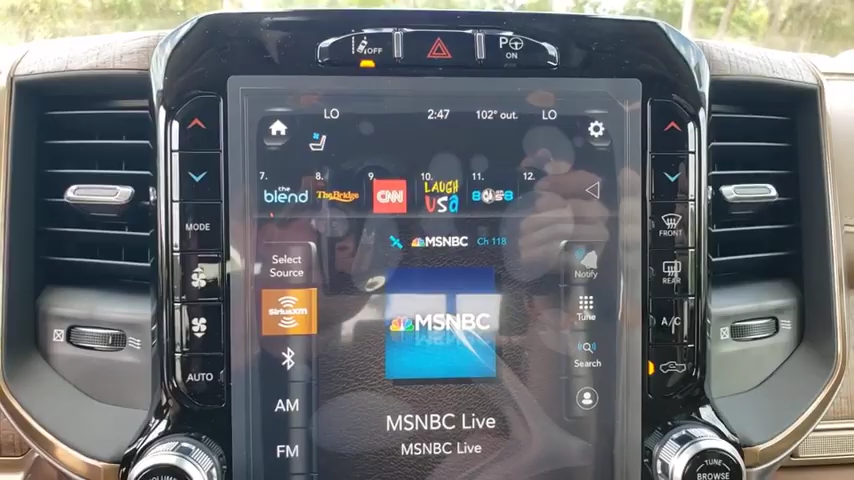 OFF
P
ON
LO
2:47
102° out.
LO
7.
8.
9.
10.
11.
12.
the blend
The Bridge
CNN
LAUGH USA
MSNBC
Ch 118
MODE
FRONT
REAR
A/C
AUTO
Select Source
Notify
SiriusXM
MSNBC
Tune
Search
AM
FM
MSNBC Live
MSNBC Live
VOLUME
TUNE
BROWSE